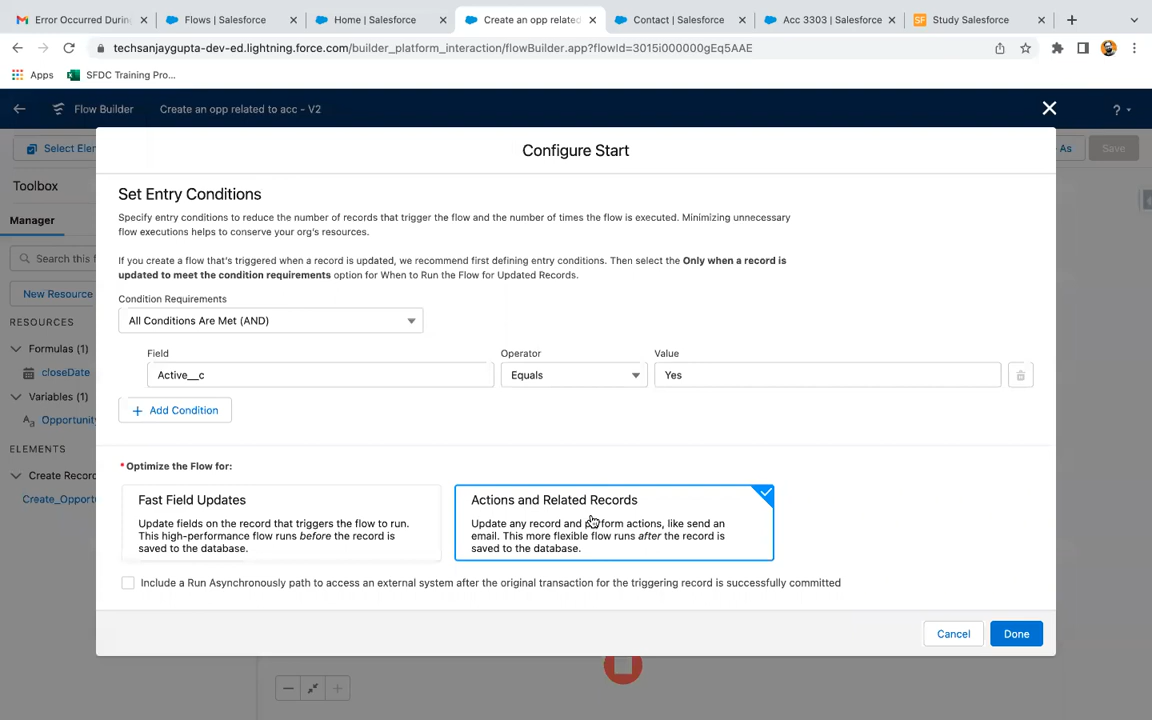 Error Occurred During
Flows | Salesforce
Home | Salesforce
Create an opp related
Contact | Salesforce
Acc 3303 | Salesforce
Study Salesforce
techsanjaygupta-dev-ed.lightning.force.com/builder_platform_interaction/flowBuilder.app?flowId=3015i000000gEq5AAE
Apps
SFDC Training Pro...
Flow Builder
Create an opp related to acc - V2
?
Select Elem
As
Save
Configure Start
Toolbox
Manager
Search this f
New Resource
RESOURCES
Formulas (1)
closeDate
Variables (1)
Opportunity
ELEMENTS
Create Record
Create_Opport
Set Entry Conditions
Specify entry conditions to reduce the number of records that trigger the flow and the number of times the flow is executed. Minimizing unnecessary
flow executions helps to conserve your org's resources.
If you create a flow that's triggered when a record is updated, we recommend first defining entry conditions. Then select the Only when a record is
updated to meet the condition requirements option for When to Run the Flow for Updated Records.
Condition Requirements
All Conditions Are Met (AND)
Field
Operator
Value
Active__c
Equals
Yes
+ Add Condition
* Optimize the Flow for:
Fast Field Updates
Update fields on the record that triggers the flow to run.
This high-performance flow runs before the record is
saved to the database.
Actions and Related Records
Update any record and perform actions, like send an
email. This more flexible flow runs after the record is
saved to the database.
Include a Run Asynchronously path to access an external system after the original transaction for the triggering record is successfully committed
Cancel
Done